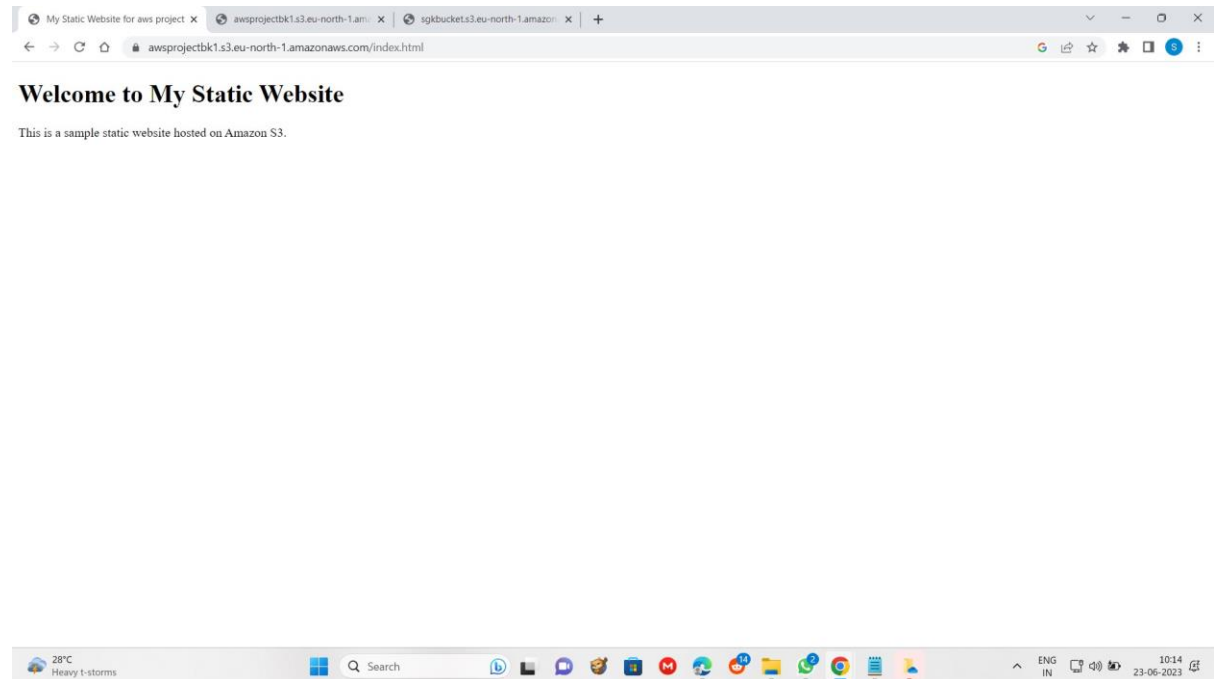 My Static Website for aws project
awsprojectbk1.s3.eu-north-1.am
sgkbucket.s3.eu-north-1.amazon
awsprojectbk1.s3.eu-north-1.amazonaws.com/index.html
G
S
Welcome to My Static Website
This is a sample static website hosted on Amazon S3.
28°C
Heavy t-storms
Search
b
M
14
2
ENG
IN
10:14
23-06-2023